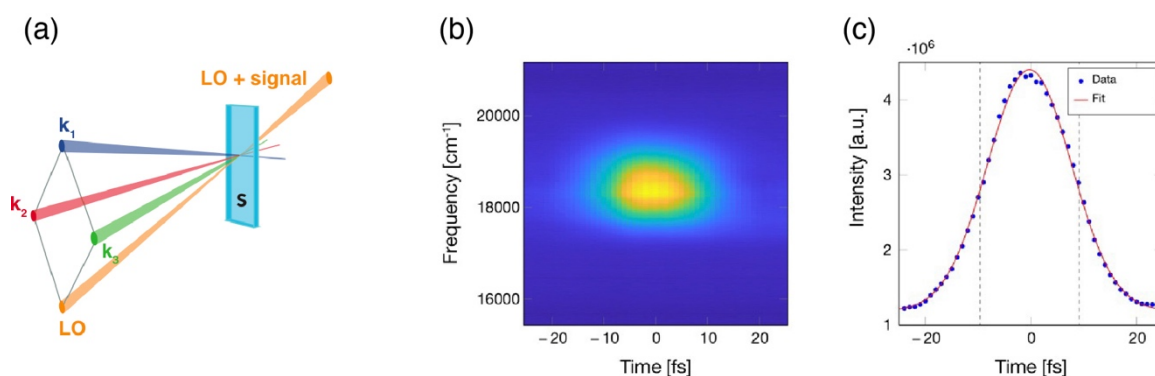 (a)
LO + signal
k1
k2
k3
S
LO
(b)
Frequency [cm⁻¹]
20000
18000
16000
−20 −10 0 10 20
Time [fs]
(c)
·10⁶
Intensity [a.u.]
4
3
2
1
Data
Fit
−20 0 20
Time [fs]